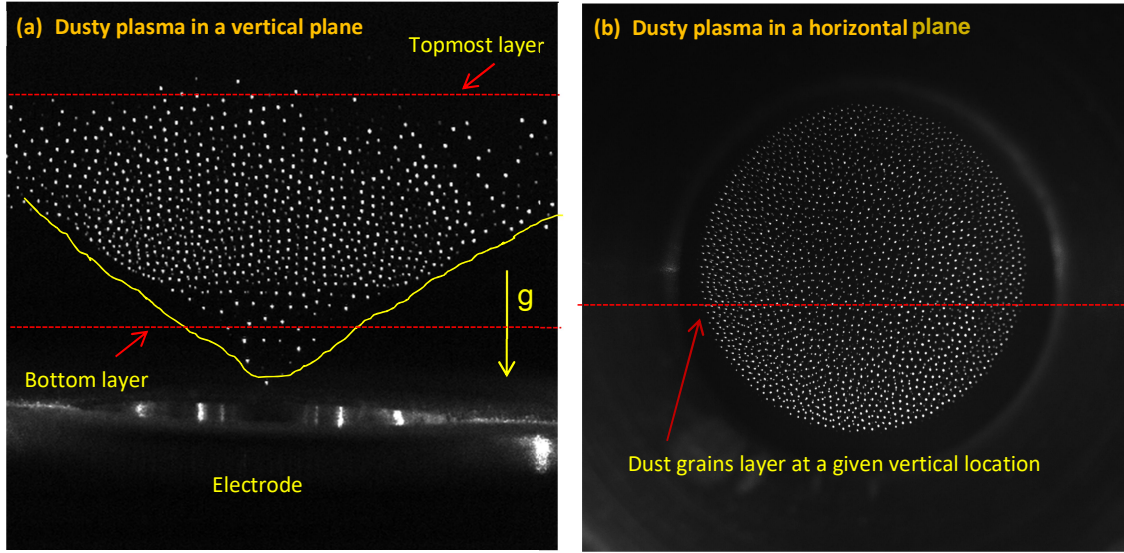 (a) Dusty plasma in a vertical plane
Topmost layer
g
Bottom layer
Electrode
(b) Dusty plasma in a horizontal plane
Dust grains layer at a given vertical location